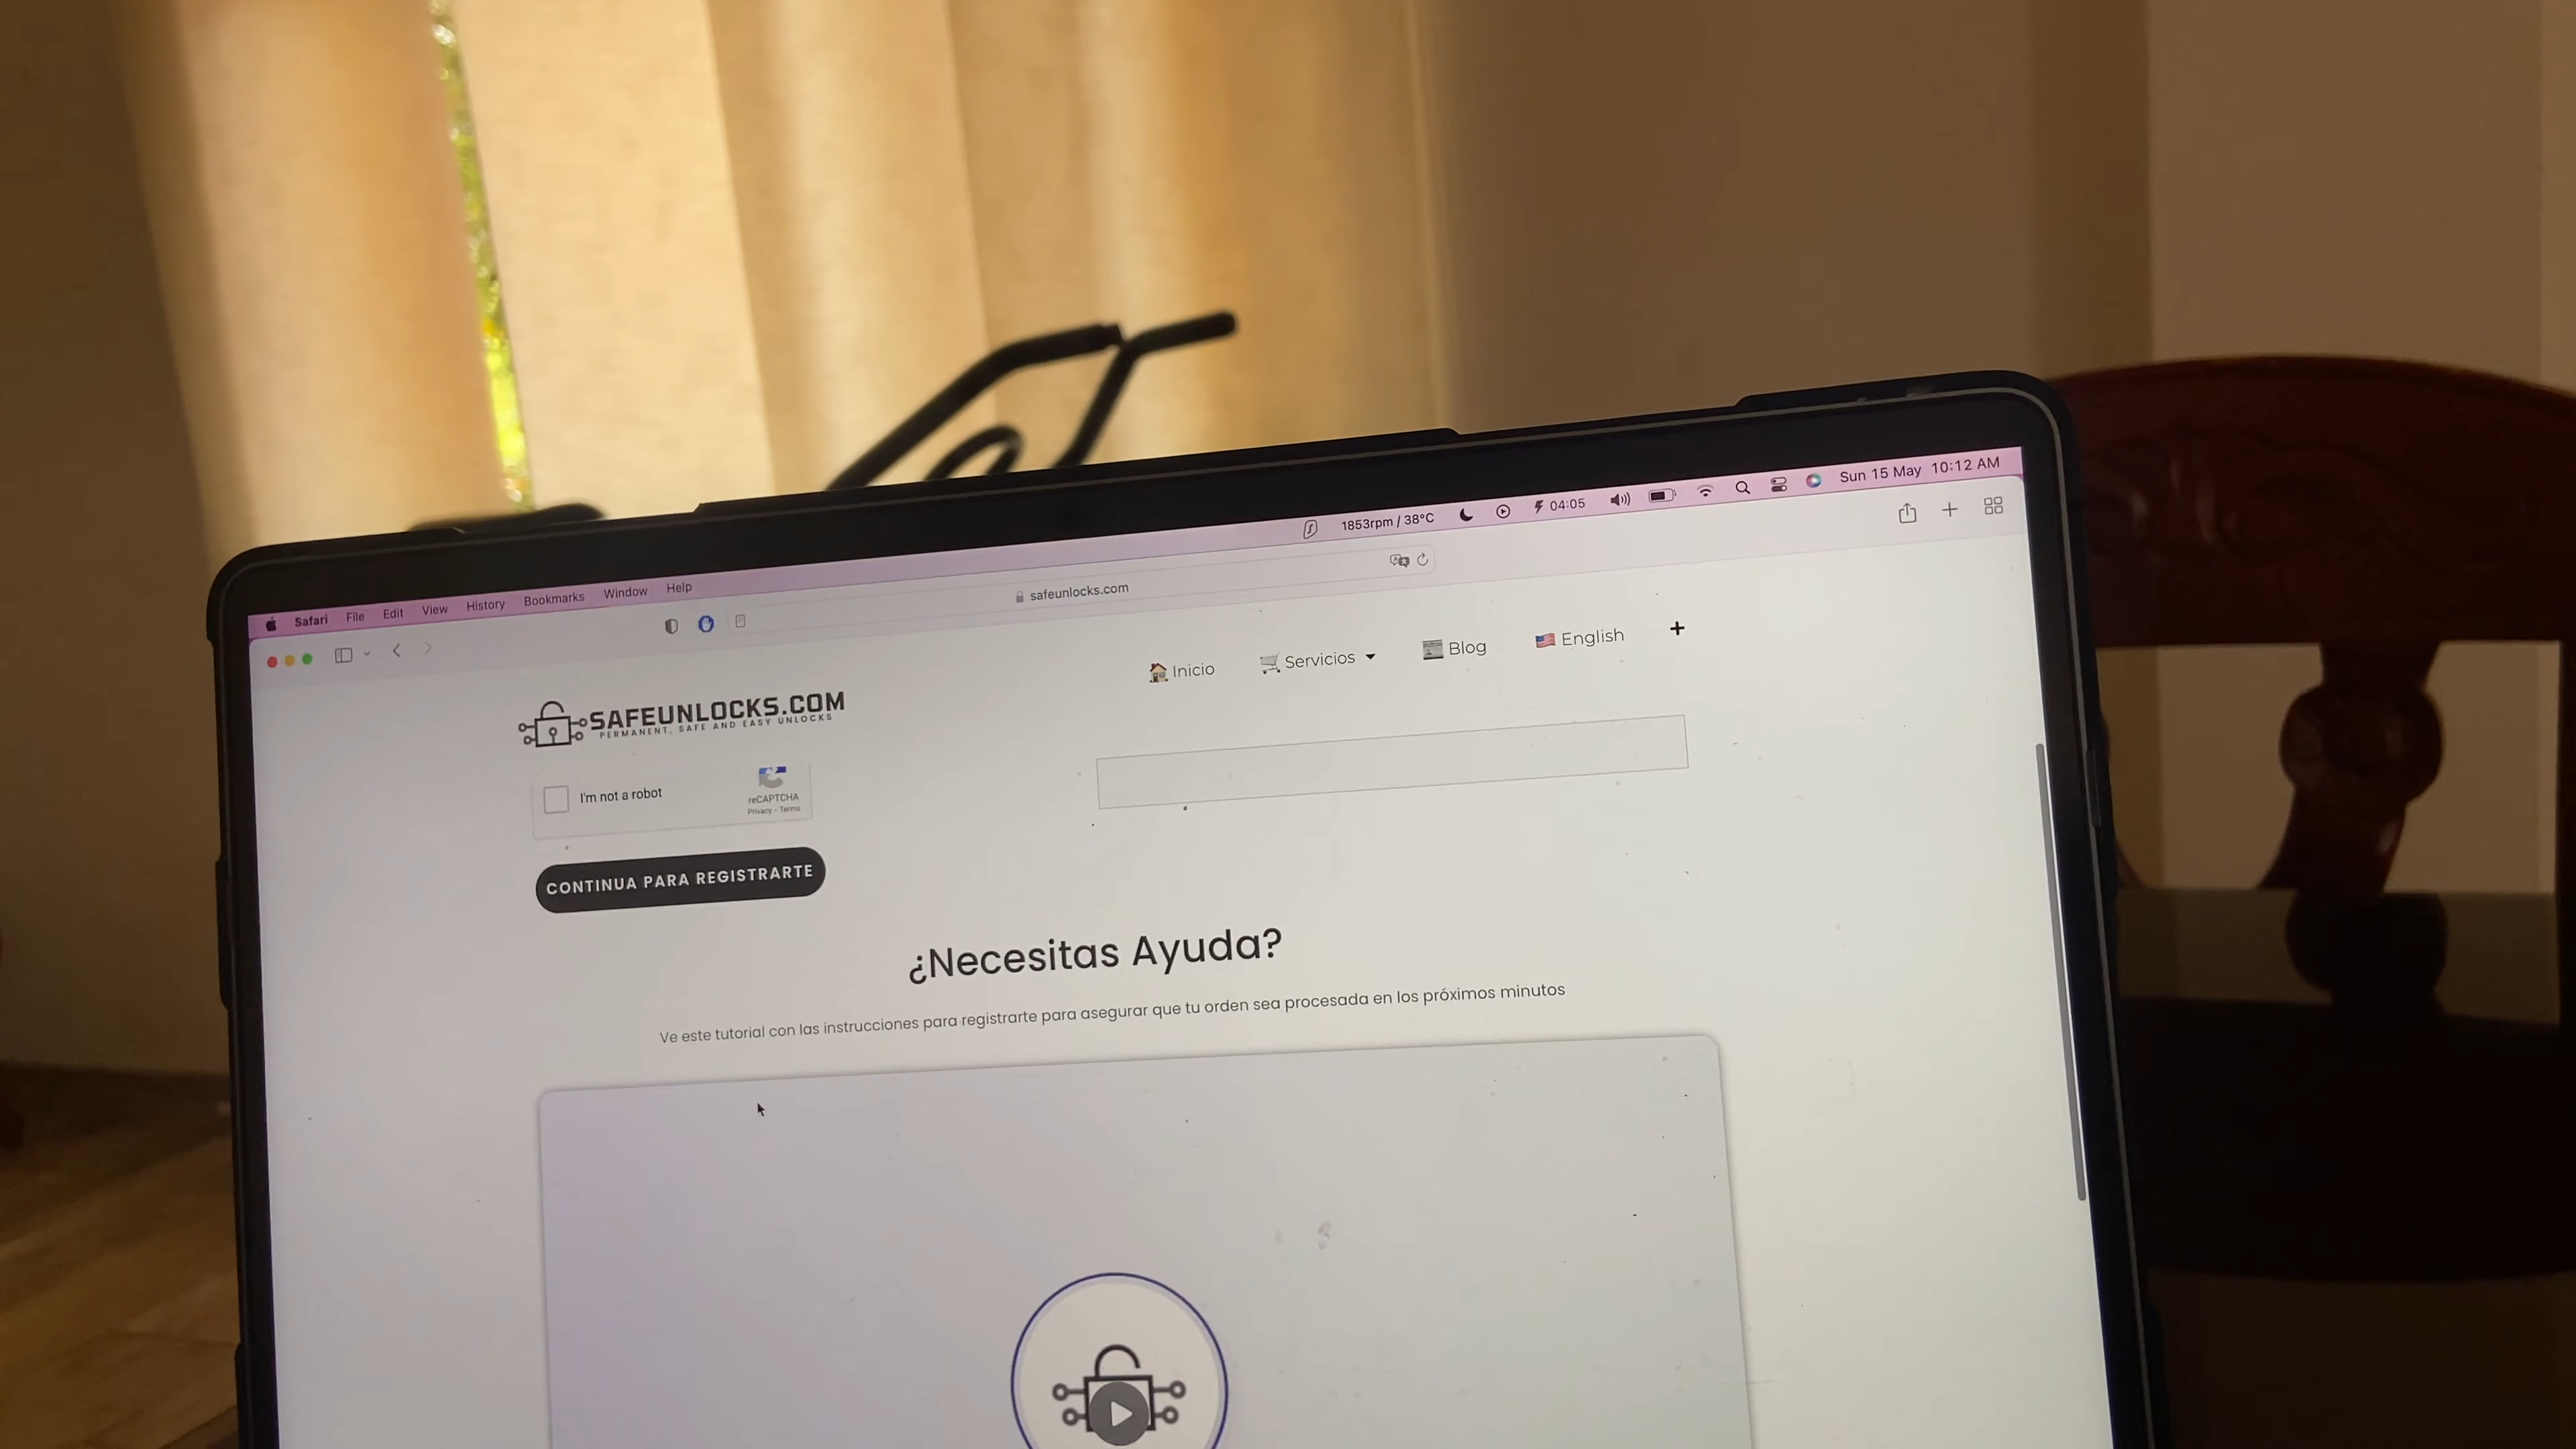 Safari File Edit View History Bookmarks Window Help
1853rpm / 38°C 04:05 Sun 15 May 10:12 AM
safeunlocks.com
SAFEUNLOCKS.COM
PERMANENT, SAFE AND EASY UNLOCKS
Inicio Servicios Blog English +
I'm not a robot
reCAPTCHA
Privacy - Terms
CONTINUA PARA REGISTRARTE
¿Necesitas Ayuda?
Ve este tutorial con las instrucciones para registrarte para asegurar que tu orden sea procesada en los próximos minutos